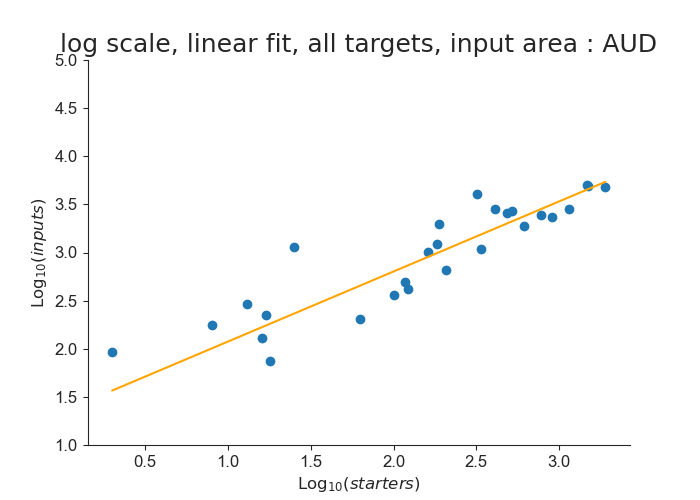 log scale, linear fit, all targets, input area : AUD
5.0
4.5
4.0
3.5
3.0
2.5
2.0
1.5
1.0
Log₁₀(inputs)
0.5 1.0 1.5 2.0 2.5 3.0
Log₁₀(starters)